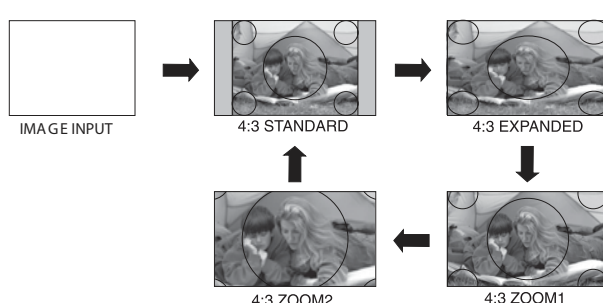 IMAGE INPUT
4:3 STANDARD
4:3 EXPANDED
4:3 ZOOM2
4:3 ZOOM1